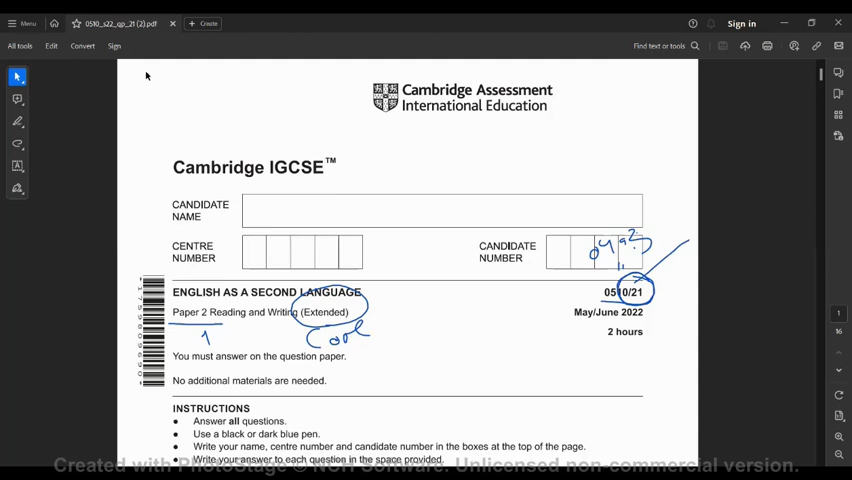 Menu
0510_s22_qp_21 (2).pdf
Create
Sign in
All tools Edit Convert Sign
Find text or tools
Cambridge Assessment
International Education
Cambridge IGCSE™
CANDIDATE
NAME
CENTRE
NUMBER
CANDIDATE
NUMBER
ENGLISH AS A SECOND LANGUAGE 0510/21
Paper 2 Reading and Writing (Extended) May/June 2022
1
Core
2 hours
You must answer on the question paper.
No additional materials are needed.
INSTRUCTIONS
● Answer all questions.
● Use a black or dark blue pen.
● Write your name, centre number and candidate number in the boxes at the top of the page.
● Write your answer to each question in the space provided.
1
16
Created with PhotoStage © NCH Software. Unlicensed non-commercial version.